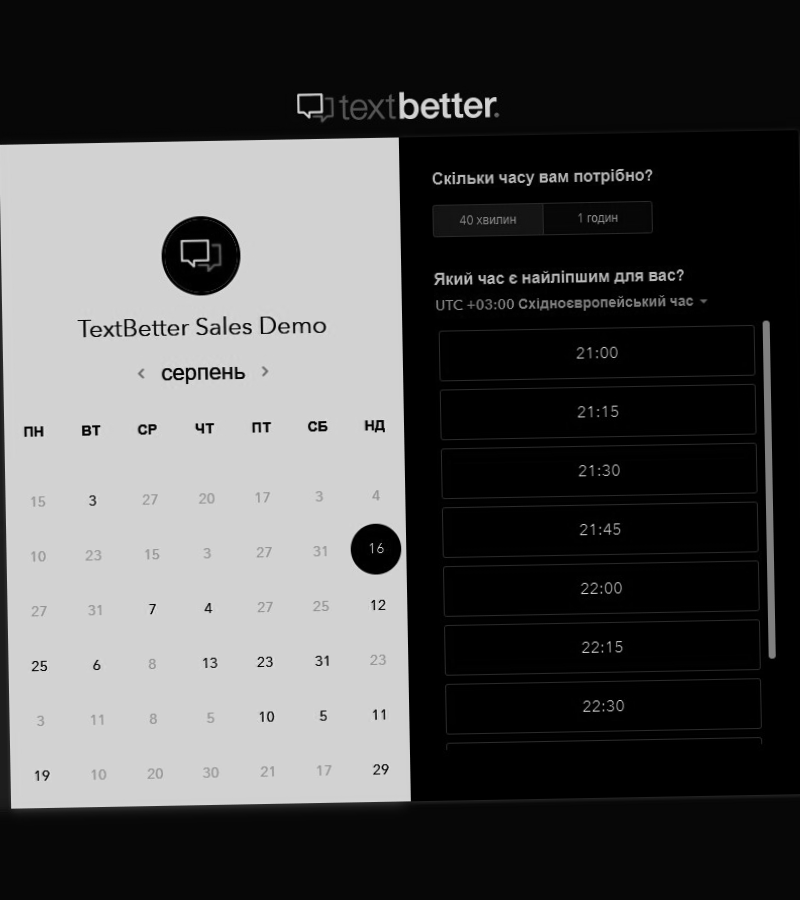 textbetter.
TextBetter Sales Demo
серпень
ПН ВТ СР ЧТ ПТ СБ НД
15 3 27 20 17 3 4
10 23 15 3 27 31 16
27 31 7 4 27 25 12
25 6 8 13 23 31 23
3 11 8 5 10 5 11
19 10 20 30 21 17 29
Скільки часу вам потрібно?
40 хвилин 1 годин
Який час є найліпшим для вас?
UTC +03:00 Східноєвропейський час
21:00
21:15
21:30
21:45
22:00
22:15
22:30